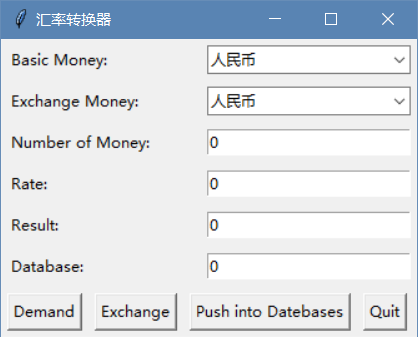 汇率转换器
Basic Money: 人民币
Exchange Money: 人民币
Number of Money: 0
Rate: 0
Result: 0
Database: 0
Demand Exchange Push into Datebases Quit